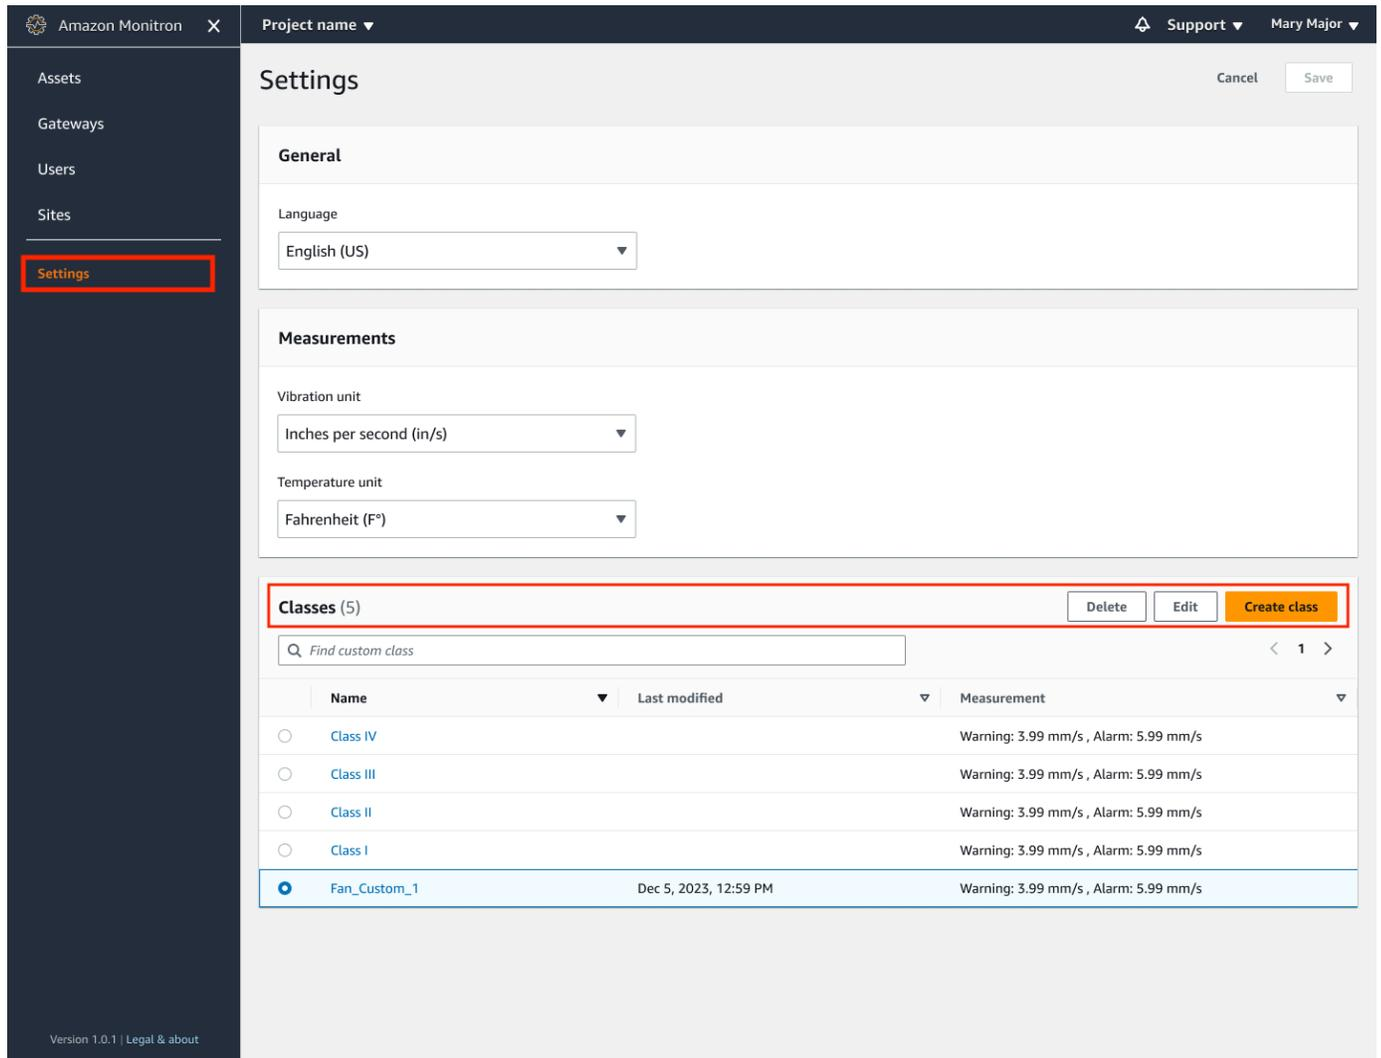 Amazon Monitron
Project name
Support
Mary Major
Assets
Gateways
Users
Sites
Settings
Settings
Cancel
Save
General
Language
English (US)
Measurements
Vibration unit
Inches per second (in/s)
Temperature unit
Fahrenheit (F°)
Classes (5)
Delete
Edit
Create class
Find custom class
1
Name
Last modified
Measurement
Class IV
Warning: 3.99 mm/s , Alarm: 5.99 mm/s
Class III
Warning: 3.99 mm/s , Alarm: 5.99 mm/s
Class II
Warning: 3.99 mm/s , Alarm: 5.99 mm/s
Class I
Warning: 3.99 mm/s , Alarm: 5.99 mm/s
Fan_Custom_1
Dec 5, 2023, 12:59 PM
Warning: 3.99 mm/s , Alarm: 5.99 mm/s
Version 1.0.1 | Legal & about